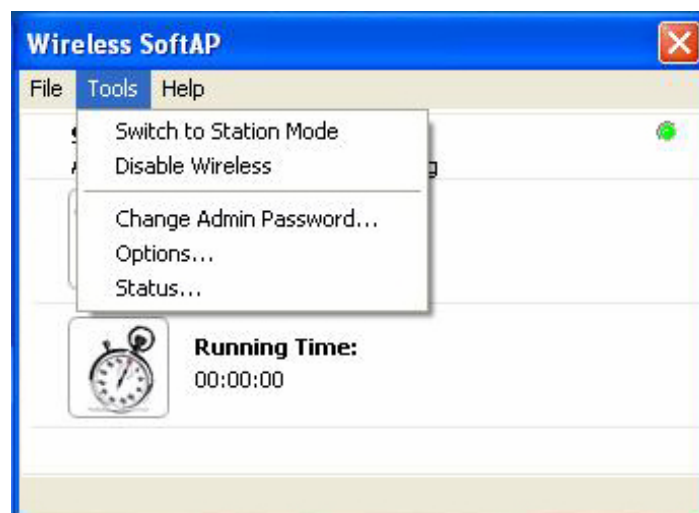 Wireless SoftAP
File Tools Help
Switch to Station Mode
Disable Wireless
Change Admin Password...
Options...
Status...
Running Time:
00:00:00